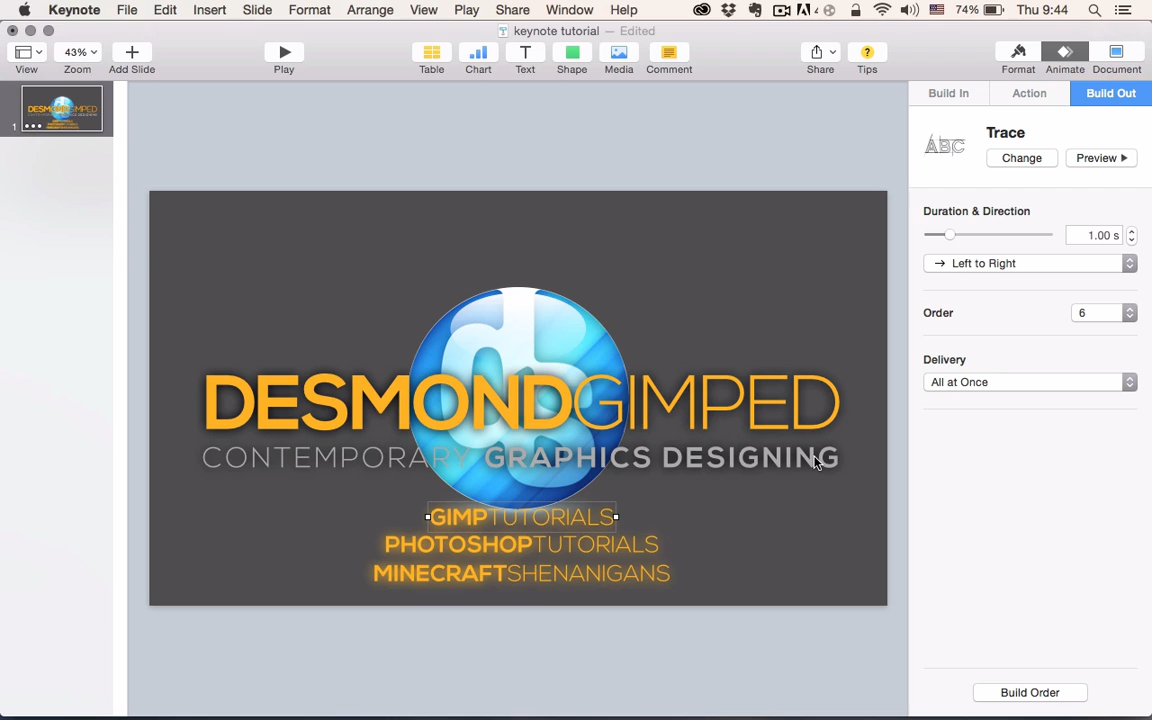 Keynote File Edit Insert Slide Format Arrange View Play Share Window Help 4 74% Thu 9:44
keynote tutorial — Edited
43%
View Zoom Add Slide Play Table Chart Text Shape Media Comment Share Tips Format Animate Document
Build In Action Build Out
1
ABC
Trace
Change Preview
Duration & Direction
1.00 s
Left to Right
Order 6
Delivery
All at Once
DESMONDGIMPED
CONTEMPORARY GRAPHICS DESIGNING
GIMPTUTORIALS
PHOTOSHOPTUTORIALS
MINECRAFTSHENANIGANS
Build Order